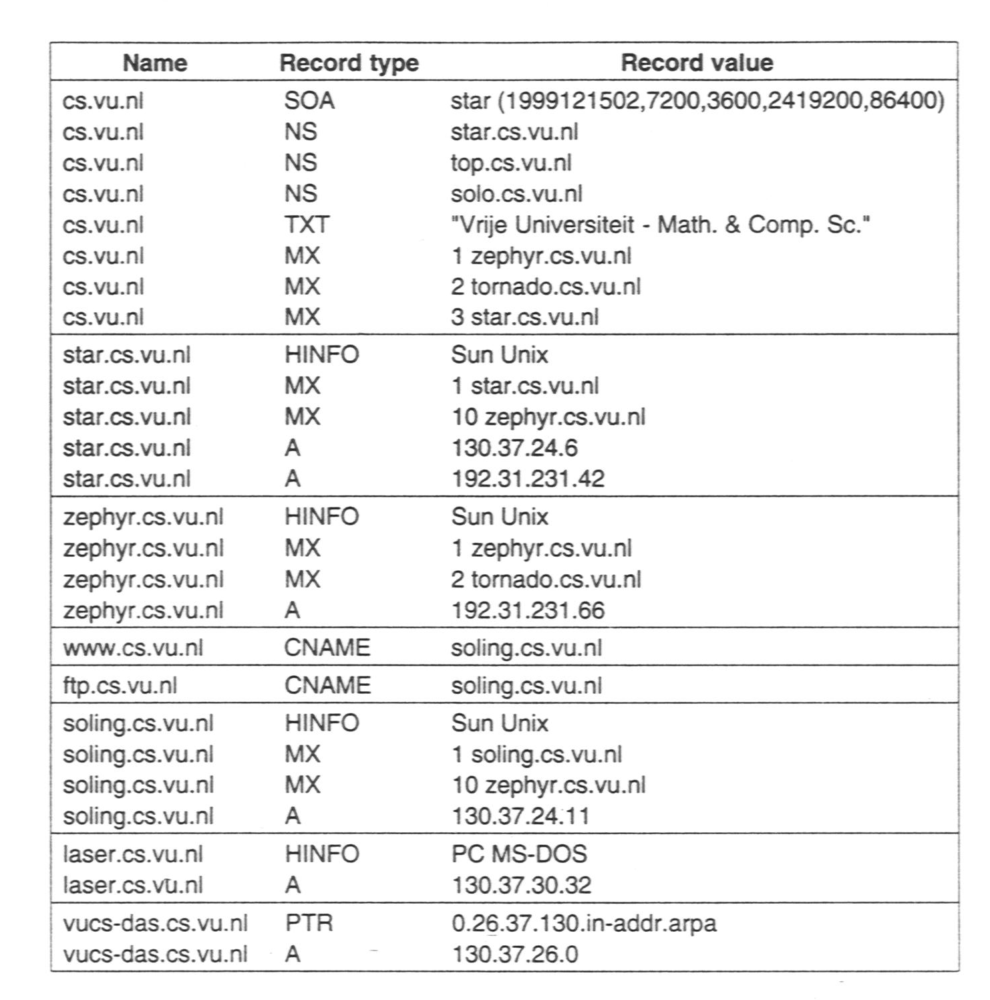 Name Record type Record value
cs.vu.nl SOA star (1999121502,7200,3600,2419200,86400)
cs.vu.nl NS star.cs.vu.nl
cs.vu.nl NS top.cs.vu.nl
cs.vu.nl NS solo.cs.vu.nl
cs.vu.nl TXT "Vrije Universiteit - Math. & Comp. Sc."
cs.vu.nl MX 1 zephyr.cs.vu.nl
cs.vu.nl MX 2 tornado.cs.vu.nl
cs.vu.nl MX 3 star.cs.vu.nl
star.cs.vu.nl HINFO Sun Unix
star.cs.vu.nl MX 1 star.cs.vu.nl
star.cs.vu.nl MX 10 zephyr.cs.vu.nl
star.cs.vu.nl A 130.37.24.6
star.cs.vu.nl A 192.31.231.42
zephyr.cs.vu.nl HINFO Sun Unix
zephyr.cs.vu.nl MX 1 zephyr.cs.vu.nl
zephyr.cs.vu.nl MX 2 tornado.cs.vu.nl
zephyr.cs.vu.nl A 192.31.231.66
www.cs.vu.nl CNAME soling.cs.vu.nl
ftp.cs.vu.nl CNAME soling.cs.vu.nl
soling.cs.vu.nl HINFO Sun Unix
soling.cs.vu.nl MX 1 soling.cs.vu.nl
soling.cs.vu.nl MX 10 zephyr.cs.vu.nl
soling.cs.vu.nl A 130.37.24.11
laser.cs.vu.nl HINFO PC MS-DOS
laser.cs.vu.nl A 130.37.30.32
vucs-das.cs.vu.nl PTR 0.26.37.130.in-addr.arpa
vucs-das.cs.vu.nl A 130.37.26.0